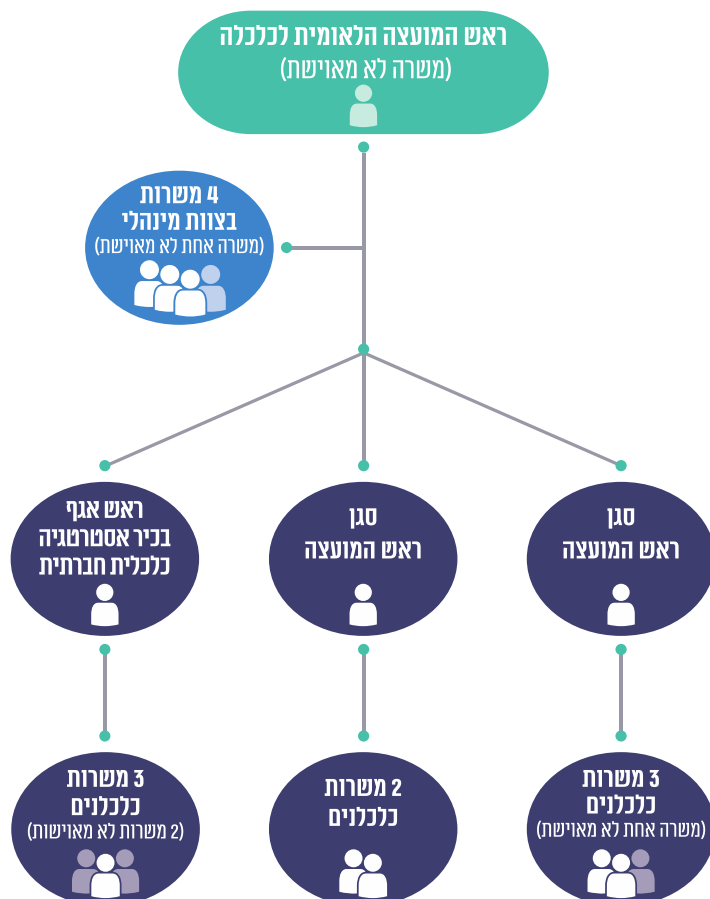 ראש המועצה הלאומית לכלכלה
(משרה לא מאוישת)
4 משרות
בצוות מינהלי
(משרה אחת לא מאוישת)
סגן
ראש המועצה
סגן
ראש המועצה
ראש אגף
בכיר אסטרטגיה
כלכלית חברתית
3 משרות
כלכלנים
(משרה אחת לא מאוישת)
2 משרות
כלכלנים
3 משרות
כלכלנים
(2 משרות לא מאוישות)